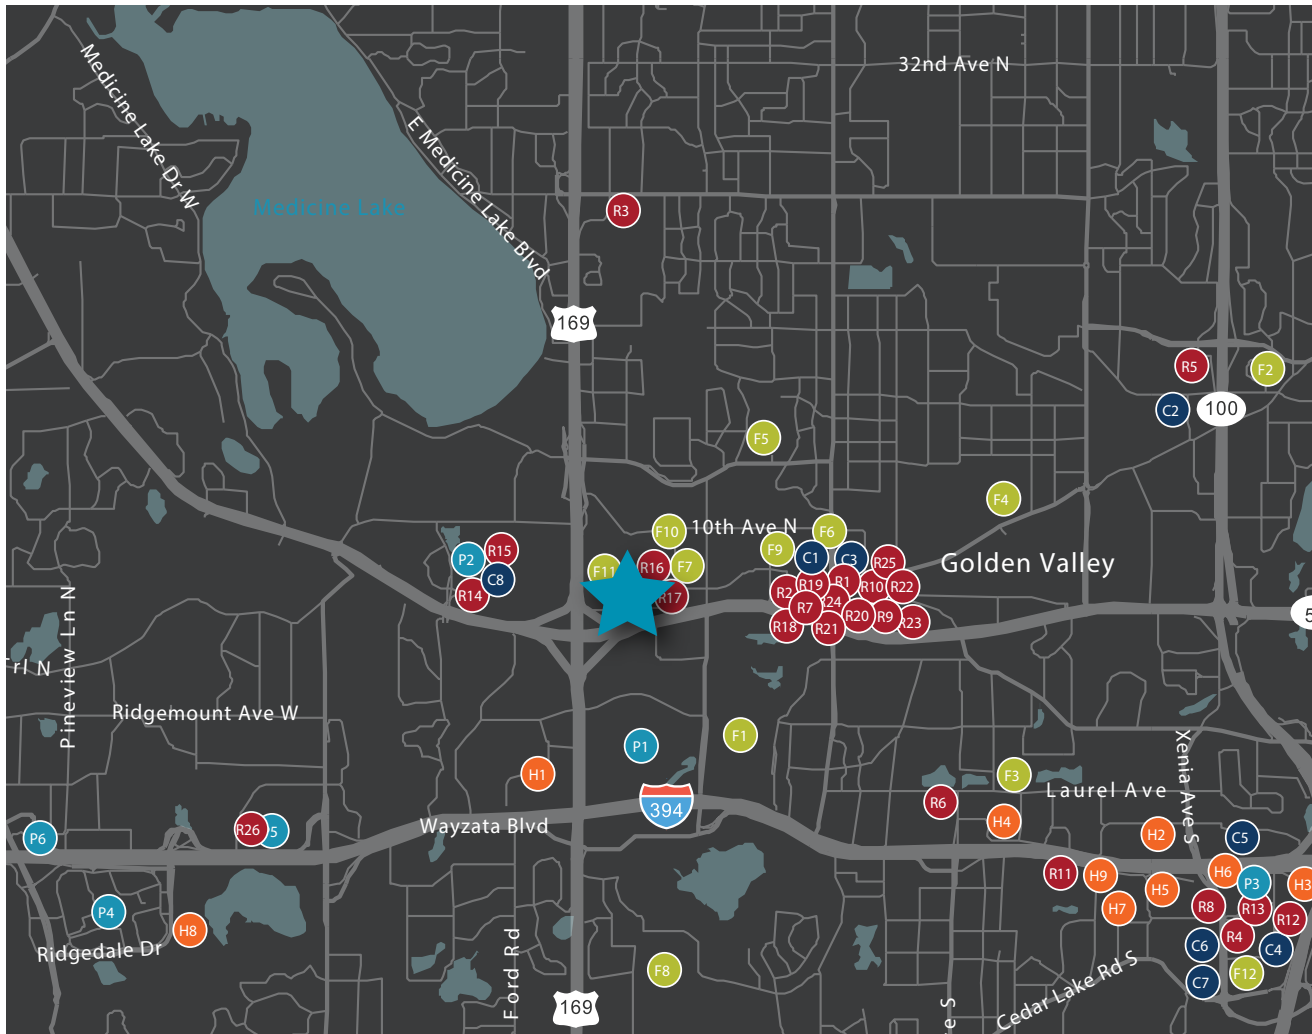 32nd Ave N
Medicine Lake Dr W
E Medicine Lake Blvd
Medicine Lake
R3
169
R5
F2
C2
100
F5
F4
F10
10th Ave N
F6
F9
C1
C3
R25
Golden Valley
P2
R15
C8
R14
F11
R16
F7
R17
R2
R19
R1
R10
R22
R7
24
R20
R9
R23
R18
R21
5
Trl N
Pineview Ln N
Ridgemount Ave W
P1
F1
H1
394
Wayzata Blvd
Xenia Ave S
F3
Laurel Ave
R6
H4
H2
C5
P6
R26
5
R11
H9
H5
H6
P3
H3
P4
H8
Ridgedale Dr
H7
R8
R13
R12
R4
C6
C4
F12
C7
Ford Rd
F8
169
e S
Cedar Lake Rd S